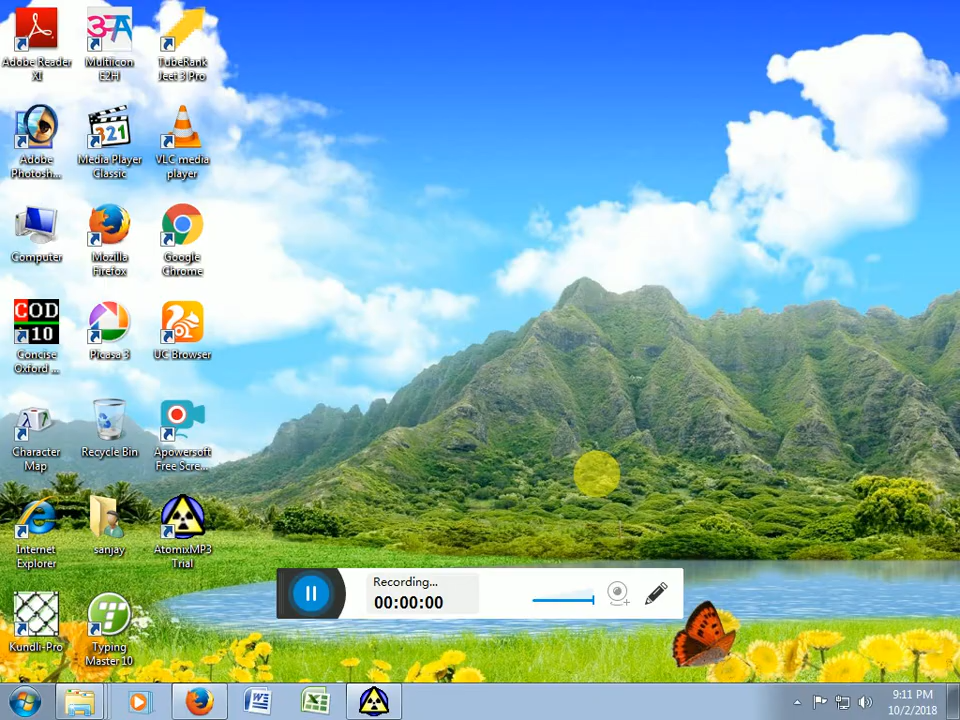 Adobe Reader
XI
Multiicon
E2H
TubeRank
Jeet 3 Pro
Adobe
Photosh...
321
Media Player
Classic
VLC media
player
Computer
Mozilla
Firefox
Google
Chrome
COD
10
Concise
Oxford ...
Picasa 3
UC Browser
Character
Map
Recycle Bin
Apowersoft
Free Scre...
Internet
Explorer
sanjay
AtomixMP3
Trial
Recording...
00:00:00
Kundli-Pro
Typing
Master 10
9:11 PM
10/2/2018